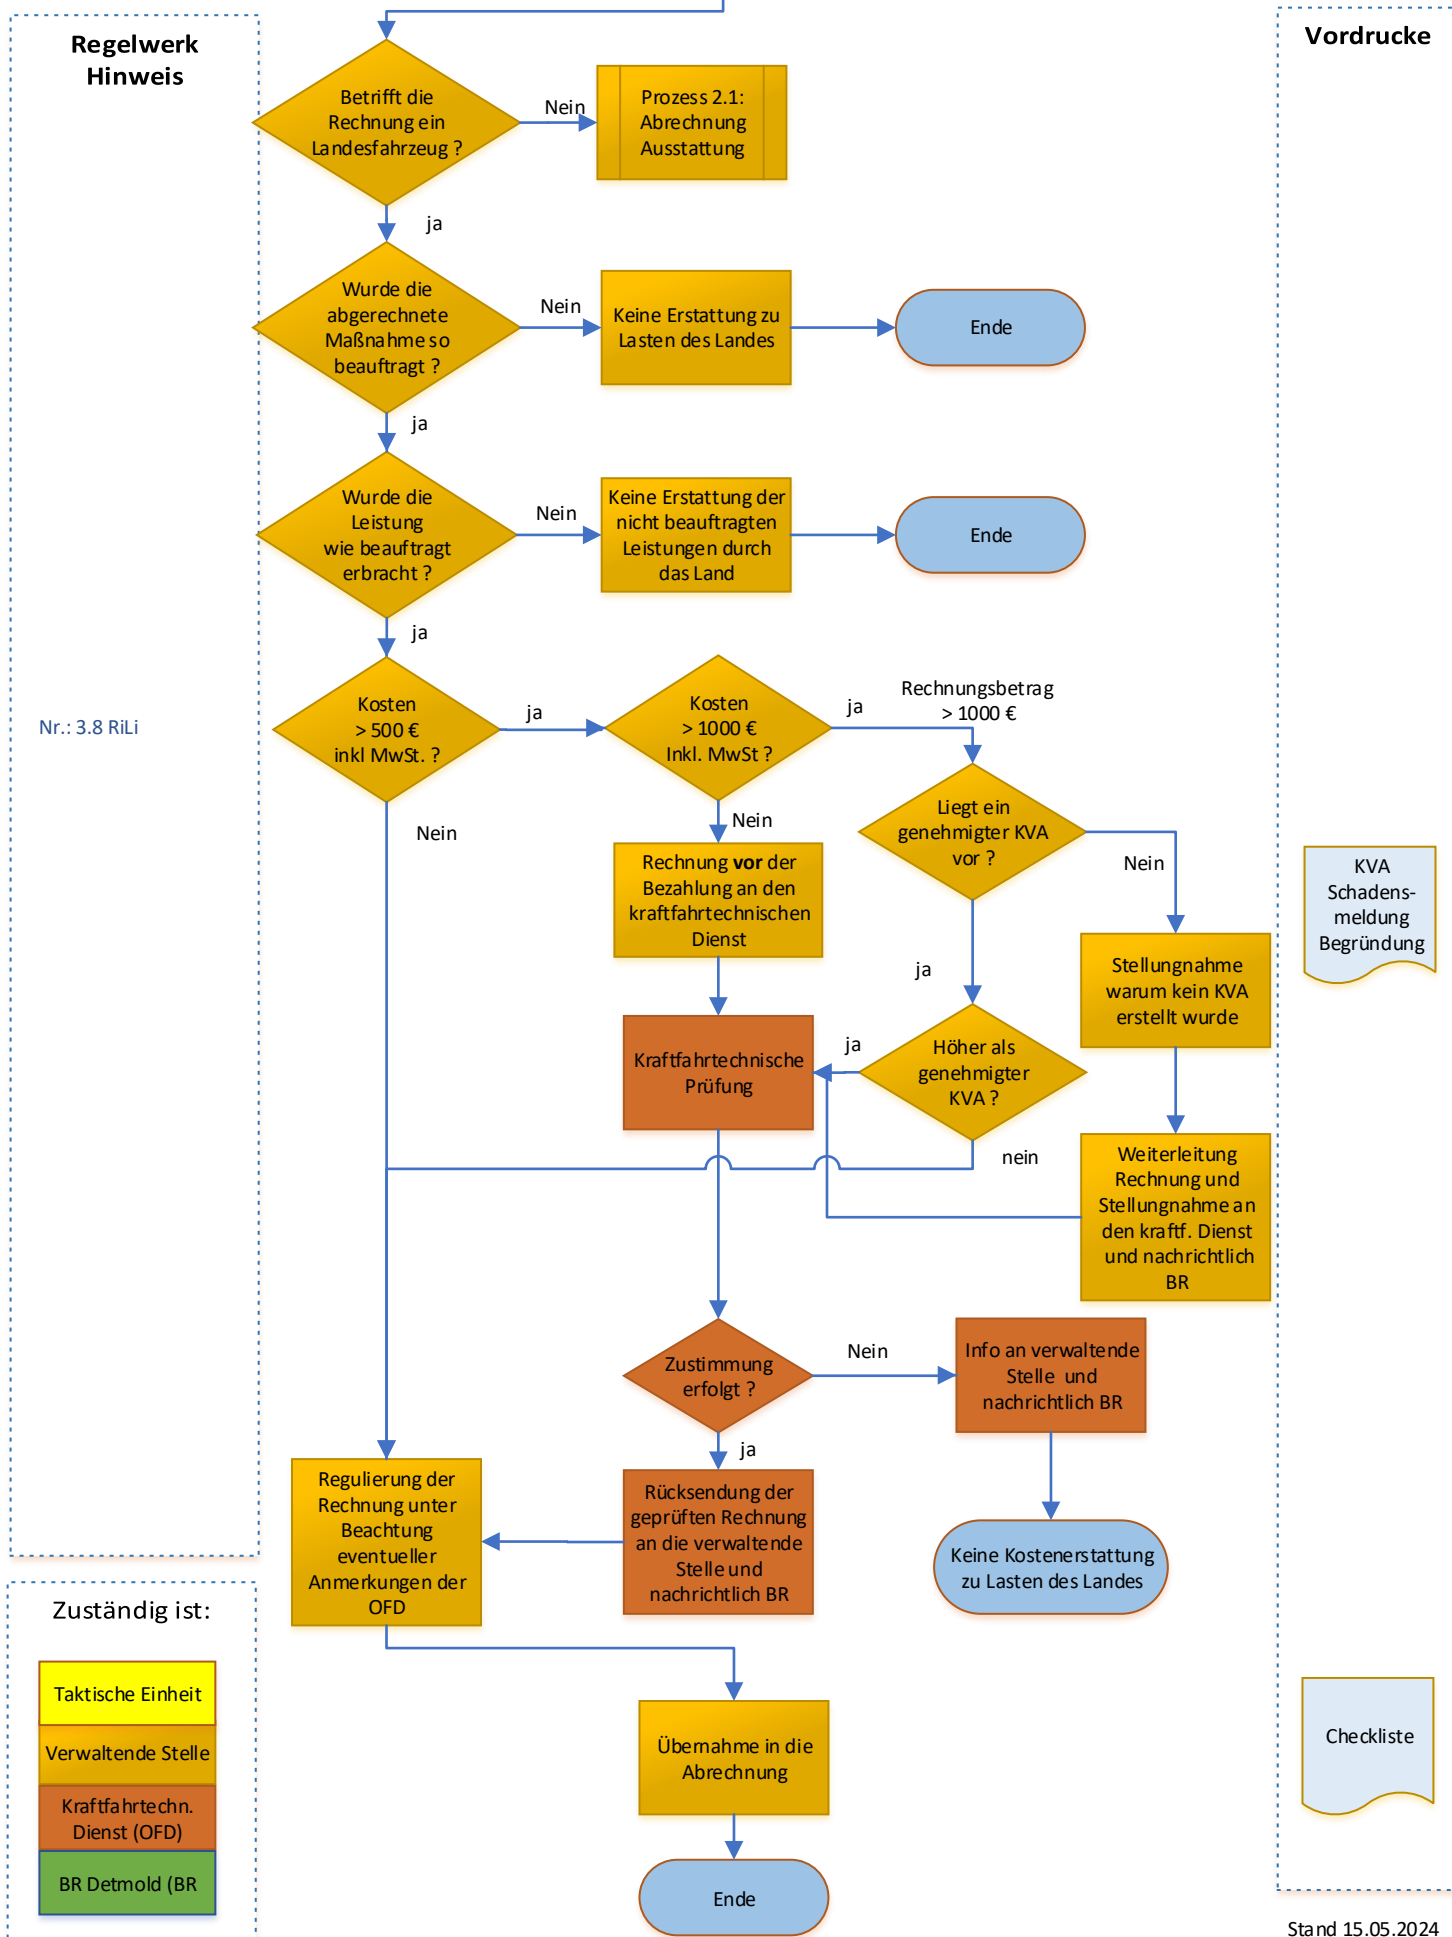 Regelwerk
Hinweis
Vordrucke
Betrifft die
Rechnung ein
Landesfahrzeug ?
Nein
Prozess 2.1:
Abrechnung
Ausstattung
ja
Wurde die
abgerechnete
Maßnahme so
beauftragt ?
Nein
Keine Erstattung zu
Lasten des Landes
Ende
ja
Wurde die
Leistung
wie beauftragt
erbracht ?
Nein
Keine Erstattung der
nicht beauftragten
Leistungen durch
das Land
Ende
ja
Nr.: 3.8 RiLi
Kosten
> 500 €
inkl MwSt. ?
ja
Kosten
> 1000 €
Inkl. MwSt ?
ja
Rechnungsbetrag
> 1000 €
Nein
Nein
Liegt ein
genehmigter KVA
vor ?
Nein
Rechnung vor der
Bezahlung an den
kraftfahrtechnischen
Dienst
KVA
Schadens-
meldung
Begründung
ja
Stellungnahme
warum kein KVA
erstellt wurde
Kraftfahrtechnische
Prüfung
ja
Höher als
genehmigter
KVA ?
nein
Weiterleitung
Rechnung und
Stellungnahme an
den kraftf. Dienst
und nachrichtlich
BR
Zustimmung
erfolgt ?
Nein
Info an verwaltende
Stelle und
nachrichtlich BR
ja
Regulierung der
Rechnung unter
Beachtung
eventueller
Anmerkungen der
OFD
Rücksendung der
geprüften Rechnung
an die verwaltende
Stelle und
nachrichtlich BR
Keine Kostenerstattung
zu Lasten des Landes
Zuständig ist:
Taktische Einheit
Verwaltende Stelle
Kraftfahrtechn.
Dienst (OFD)
BR Detmold (BR
Übernahme in die
Abrechnung
Checkliste
Ende
Stand 15.05.2024